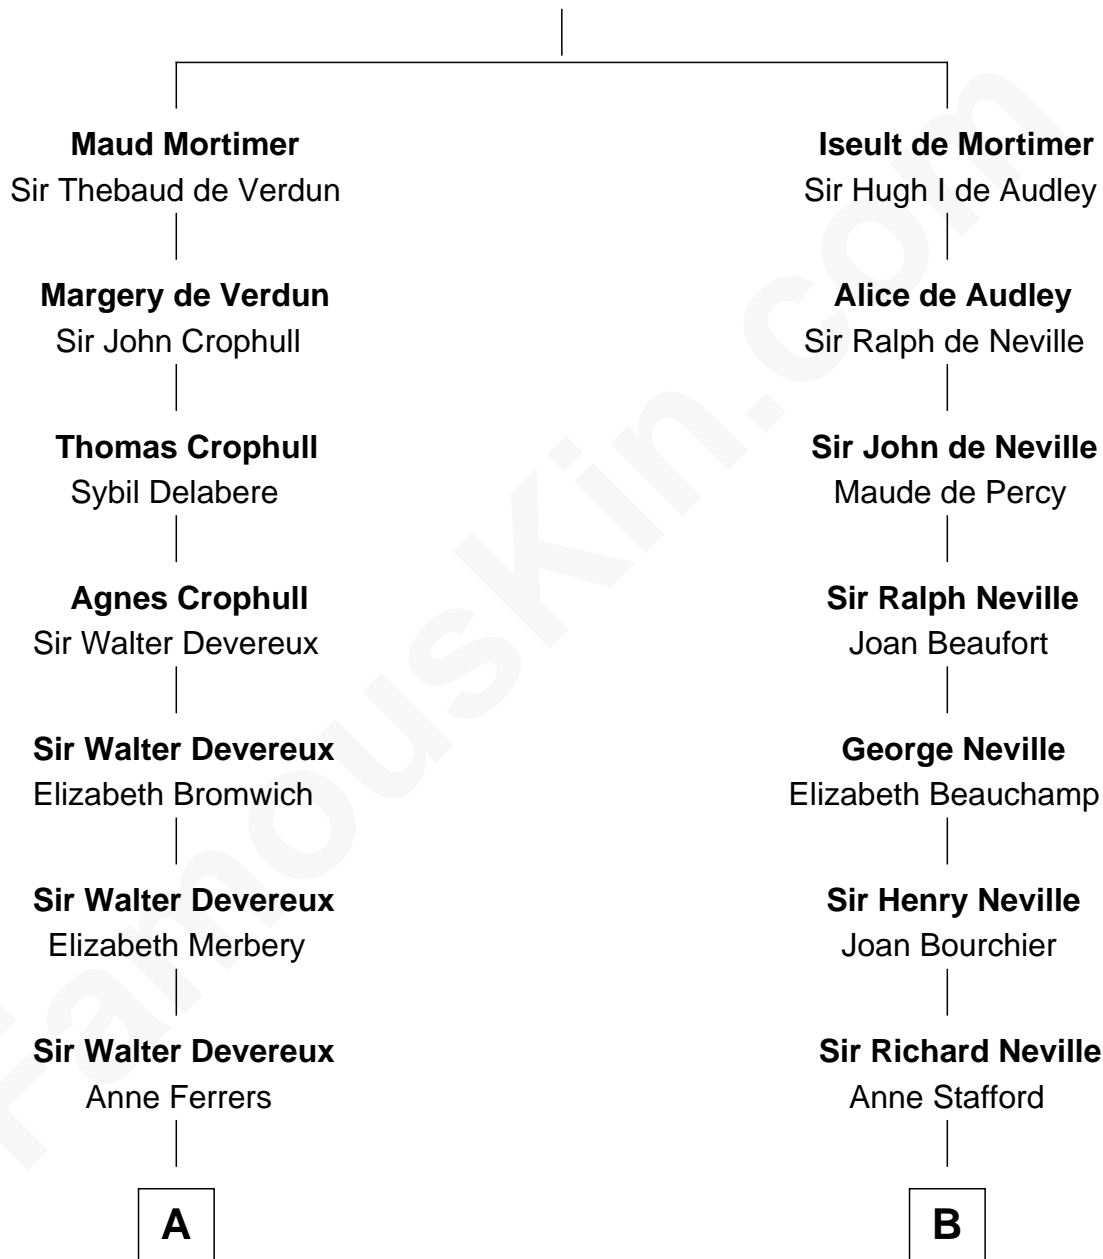 Maud Mortimer
Sir Thebaud de Verdun
Margery de Verdun
Sir John Crophull
Thomas Crophull
Sybil Delabere
Agnes Crophull
Sir Walter Devereux
Sir Walter Devereux
Elizabeth Bromwich
Sir Walter Devereux
Elizabeth Merbery
Sir Walter Devereux
Anne Ferrers
A
Iseult de Mortimer
Sir Hugh I de Audley
Alice de Audley
Sir Ralph de Neville
Sir John de Neville
Maude de Percy
Sir Ralph Neville
Joan Beaufort
George Neville
Elizabeth Beauchamp
Sir Henry Neville
Joan Bourchier
Sir Richard Neville
Anne Stafford
B
FamousKin.com